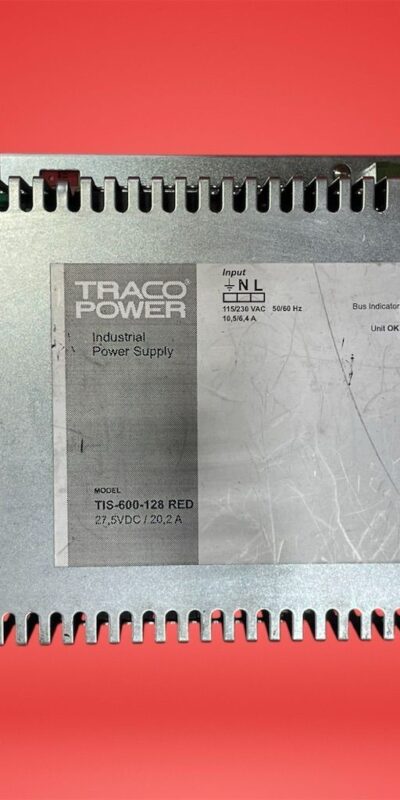 TRACO®
POWER
Industrial
Power Supply
MODEL
TIS-600-128 RED
27,5VDC / 20,2 A
Input
N L
115/230 VAC 50/60 Hz
10,5/6,4 A
Bus Indicator
Unit OK